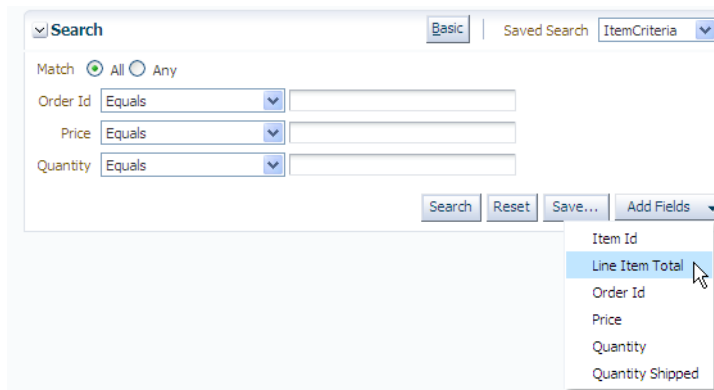 Search Basic Saved Search ItemCriteria
Match All Any
Order Id Equals
Price Equals
Quantity Equals
Search Reset Save... Add Fields
Item Id
Line Item Total
Order Id
Price
Quantity
Quantity Shipped